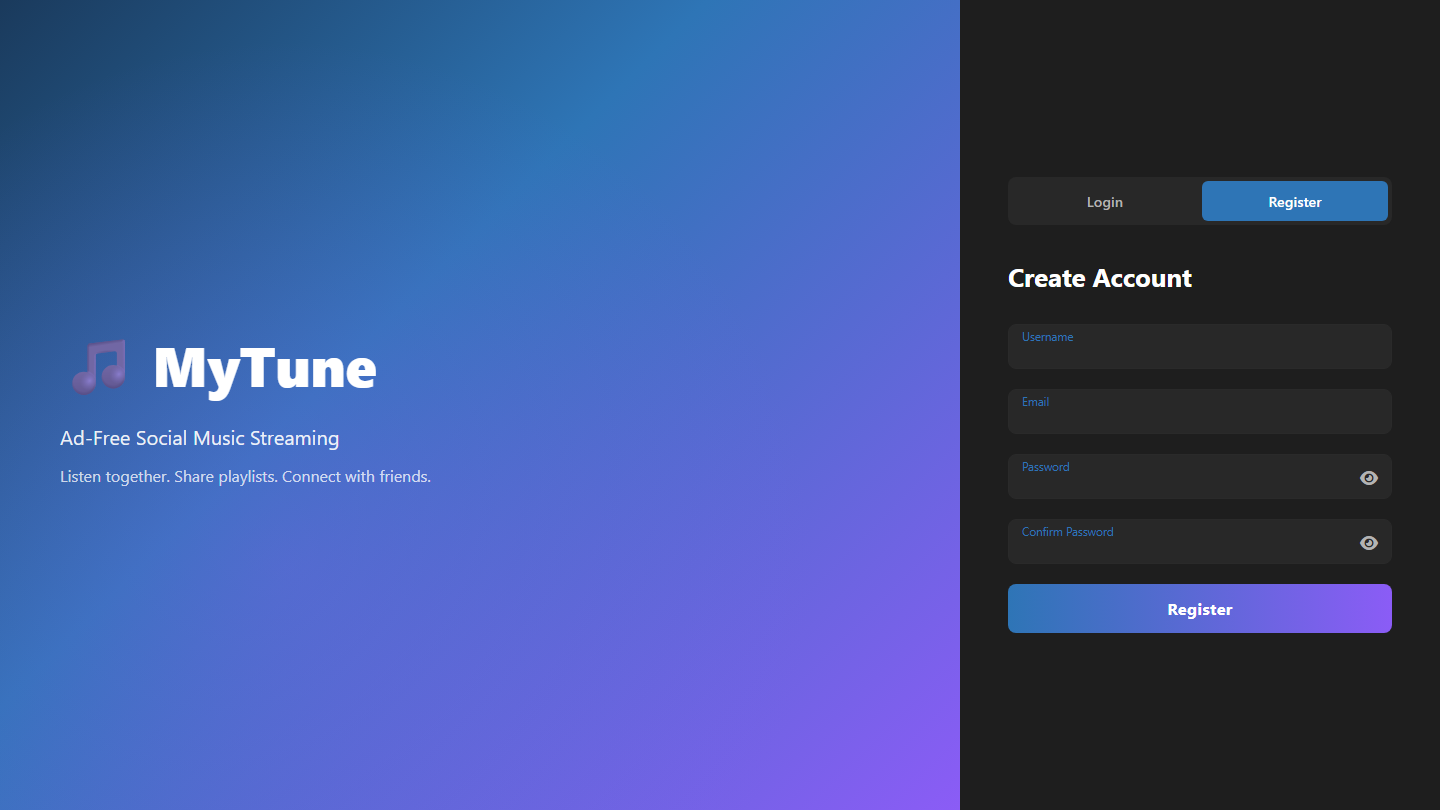 MyTune
Ad-Free Social Music Streaming
Listen together. Share playlists. Connect with friends.
Login
Register
Create Account
Username
Email
Password
Confirm Password
Register